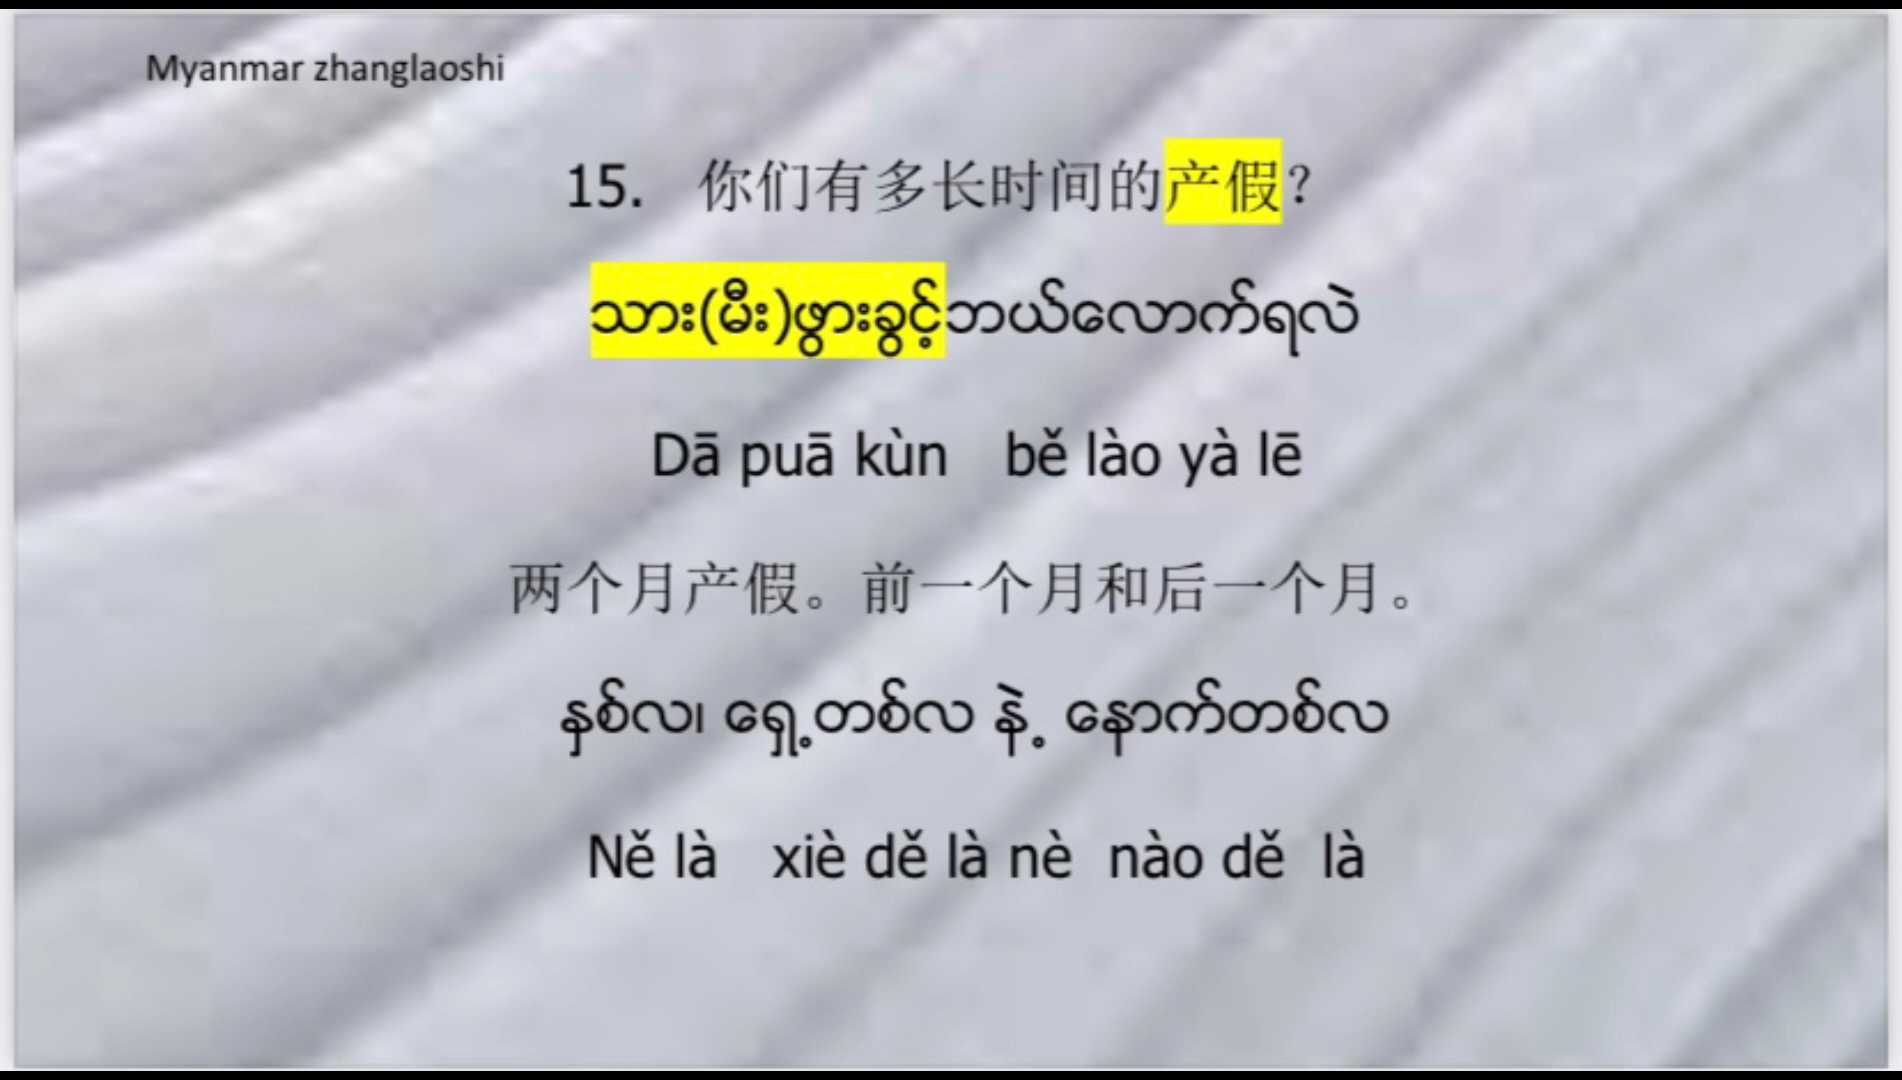 Myanmar zhanglaoshi
15. 你们有多长时间的产假?
သား(မီး)ဖွားခွင့်ဘယ်လောက်ရလဲ
Dā puā kùn bě lào yà lē
两个月产假。前一个月和后一个月。
နှစ်လ၊ ရှေ့တစ်လ နဲ့ နောက်တစ်လ
Ně là xiè dě là nè nào dě là